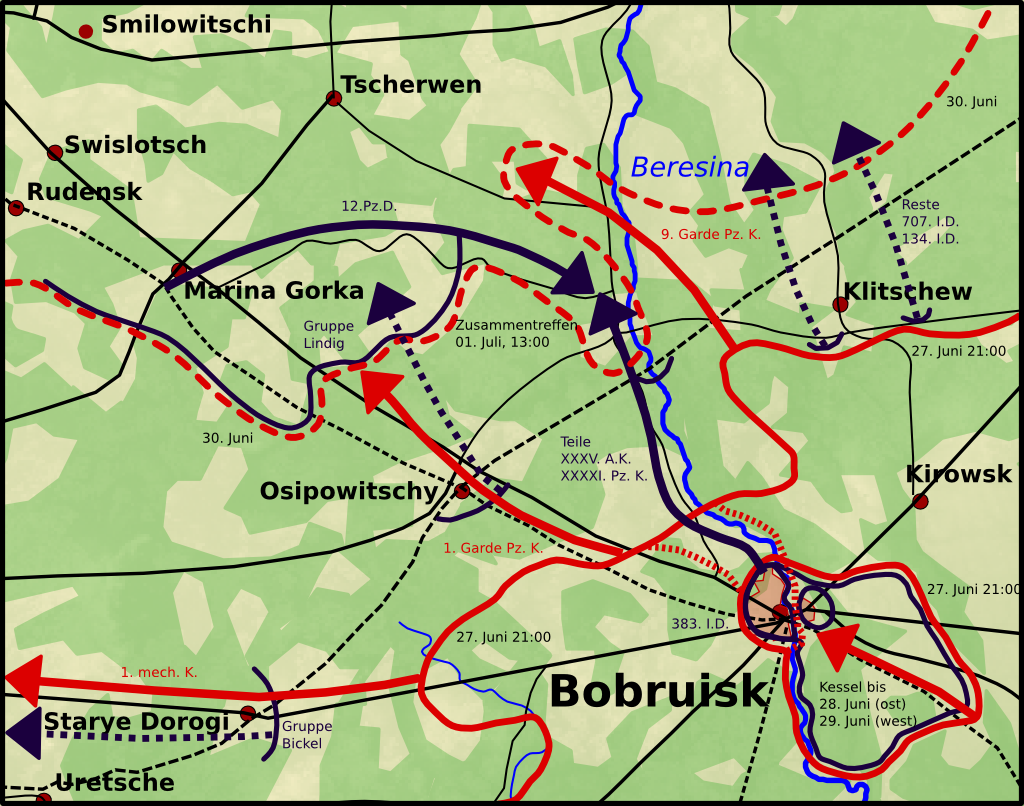 Smilowitschi
Tscherwen
30. Juni
Swislotsch
Beresina
Rudensk
12.Pz.D.
Reste
707. I.D.
134. I.D.
9. Garde Pz. K.
Marina Gorka
Klitschew
Gruppe
Lindig
Zusammentreffen
01. Juli, 13:00
27. Juni 21:00
30. Juni
Teile
XXXV. A.K.
XXXXI. Pz. K.
Kirowsk
Osipowitschy
1. Garde Pz. K.
27. Juni 21:00
383. I.D.
27. Juni 21:00
1. mech. K.
Bobruisk
Kessel bis
28. Juni (ost)
29. Juni (west)
Starye Dorogi
Gruppe
Bickel
Uretsche